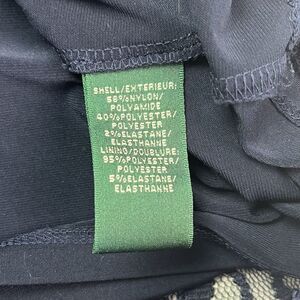 SHELL/EXTERIEUR:
58%NYLON/
POLYAMIDE
40%POLYESTER/
POLYESTER
2%ELASTANE/
ELASTHANNE
LINING/DOUBLURE:
95%POLYESTER/
POLYESTER
5%ELASTANE/
ELASTHANNE